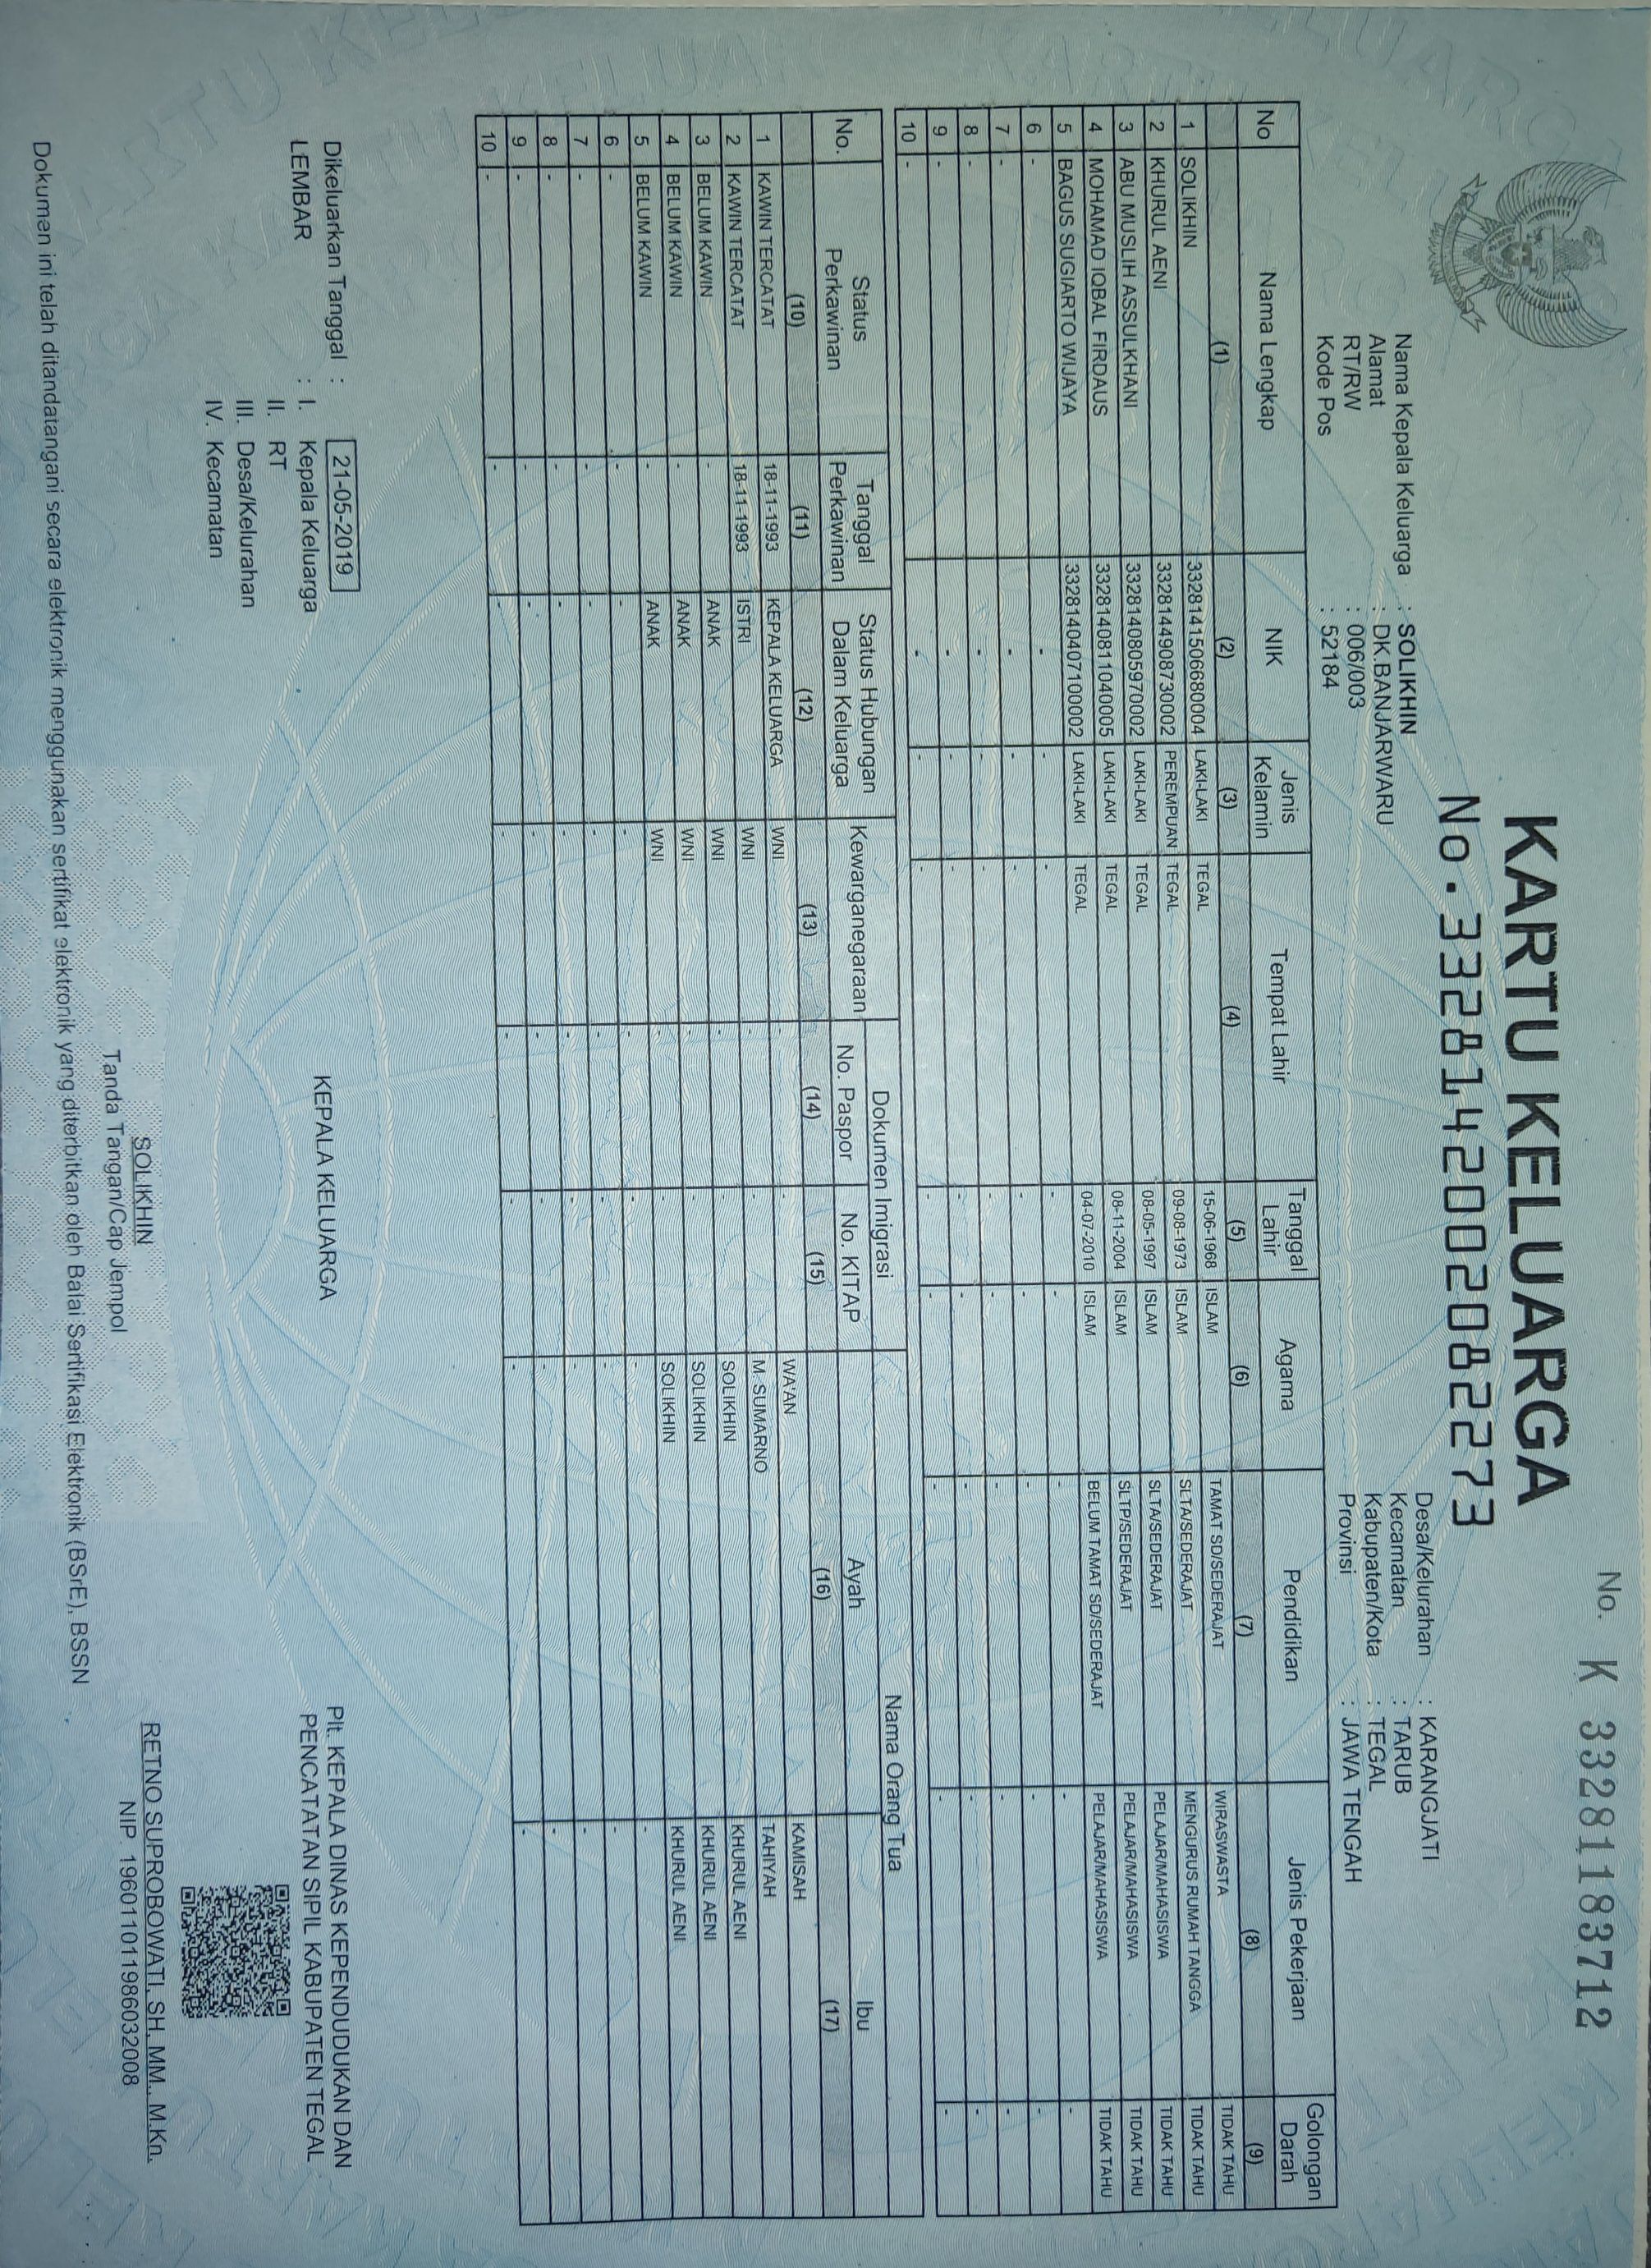 No. K 33281183712
KARTU KELUARGA
No. 3328142002082273
Nama Kepala Keluarga : SOLIKHIN
Alamat : DK.BANJARWARU
RT/RW : 006/003
Kode Pos : 52184
Desa/Kelurahan : KARANGJATI
Kecamatan : TARUB
Kabupaten/Kota : TEGAL
Provinsi : JAWA TENGAH
No Nama Lengkap NIK Jenis Kelamin Tempat Lahir Tanggal Lahir Agama Pendidikan Jenis Pekerjaan Golongan Darah
(1) (2) (3) (4) (5) (6) (7) (8) (9)
1 SOLIKHIN 3328141506680004 LAKI-LAKI TEGAL 15-06-1968 ISLAM TAMAT SD/SEDERAJAT WIRASWASTA TIDAK TAHU
2 KHURUL AENI 3328144908730002 PEREMPUAN TEGAL 09-08-1973 ISLAM SLTA/SEDERAJAT MENGURUS RUMAH TANGGA TIDAK TAHU
3 ABU MUSLIH ASSULKHANI 3328140805970002 LAKI-LAKI TEGAL 08-05-1997 ISLAM SLTA/SEDERAJAT PELAJAR/MAHASISWA TIDAK TAHU
4 MOHAMAD IQBAL FIRDAUS 3328140811040005 LAKI-LAKI TEGAL 08-11-2004 ISLAM SLTP/SEDERAJAT PELAJAR/MAHASISWA TIDAK TAHU
5 BAGUS SUGIARTO WIJAYA 3328140407100002 LAKI-LAKI TEGAL 04-07-2010 ISLAM BELUM TAMAT SD/SEDERAJAT PELAJAR/MAHASISWA TIDAK TAHU
6 - - - - - - - - -
7 - - - - - - - - -
8 - - - - - - - - -
9 - - - - - - - - -
10 - - - - - - - - -
No. Status Perkawinan Tanggal Perkawinan Status Hubungan Dalam Keluarga Kewarganegaraan Dokumen Imigrasi Nama Orang Tua
No. Paspor No. KITAP Ayah Ibu
(10) (11) (12) (13) (14) (15) (16) (17)
1 KAWIN TERCATAT 18-11-1993 KEPALA KELUARGA WNI - - WA'AN KAMISAH
2 KAWIN TERCATAT 18-11-1993 ISTRI WNI - - M. SUMARNO TAHIYAH
3 BELUM KAWIN - ANAK WNI - - SOLIKHIN KHURUL AENI
4 BELUM KAWIN - ANAK WNI - - SOLIKHIN KHURUL AENI
5 BELUM KAWIN - ANAK WNI - - SOLIKHIN KHURUL AENI
6 - - - - - - - -
7 - - - - - - - -
8 - - - - - - - -
9 - - - - - - - -
10 - - - - - - - -
Dikeluarkan Tanggal : 21-05-2019
LEMBAR : I. Kepala Keluarga
II. RT
III. Desa/Kelurahan
IV. Kecamatan
KEPALA KELUARGA
SOLIKHIN
Tanda Tangan/Cap Jempol
Plt. KEPALA DINAS KEPENDUDUKAN DAN
PENCATATAN SIPIL KABUPATEN TEGAL
RETNO SUPROBOWATI, SH. MM., M.Kn.
NIP. 196011011986032008
Dokumen ini telah ditandatangani secara elektronik menggunakan sertifikat elektronik yang diterbitkan oleh Balai Sertifikasi Elektronik (BSrE), BSSN